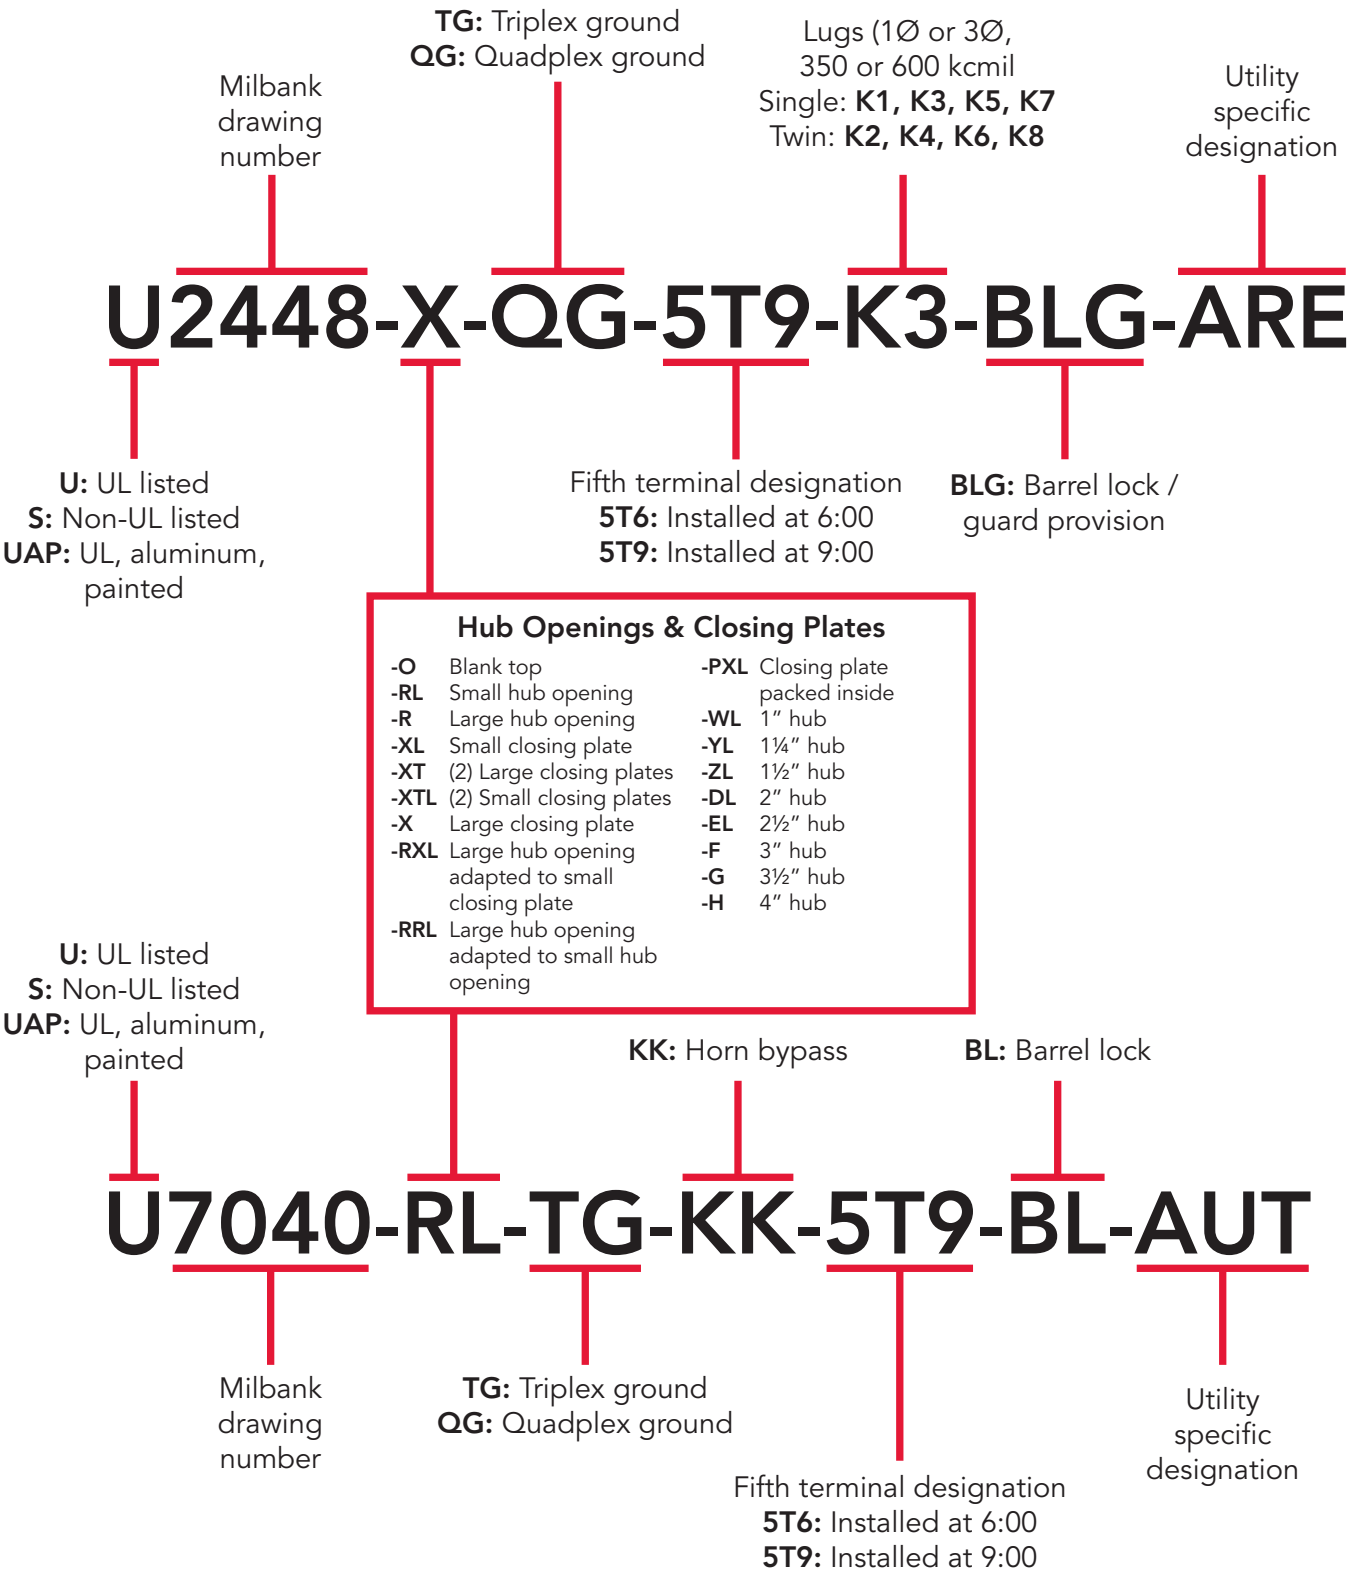 TG: Triplex ground
QG: Quadplex ground
Lugs (1Ø or 3Ø,
350 or 600 kcmil
Single: K1, K3, K5, K7
Twin: K2, K4, K6, K8
Milbank
drawing
number
Utility
specific
designation
U2448-X-QG-5T9-K3-BLG-ARE
U: UL listed
S: Non-UL listed
UAP: UL, aluminum,
painted
Fifth terminal designation
5T6: Installed at 6:00
5T9: Installed at 9:00
BLG: Barrel lock /
guard provision
Hub Openings & Closing Plates
-O Blank top
-RL Small hub opening
-R Large hub opening
-XL Small closing plate
-XT (2) Large closing plates
-XTL (2) Small closing plates
-X Large closing plate
-RXL Large hub opening
adapted to small
closing plate
-RRL Large hub opening
adapted to small hub
opening
-PXL Closing plate
packed inside
-WL 1” hub
-YL 1¼” hub
-ZL 1½” hub
-DL 2” hub
-EL 2½” hub
-F 3” hub
-G 3½” hub
-H 4” hub
U: UL listed
S: Non-UL listed
UAP: UL, aluminum,
painted
KK: Horn bypass
BL: Barrel lock
U7040-RL-TG-KK-5T9-BL-AUT
Milbank
drawing
number
TG: Triplex ground
QG: Quadplex ground
Utility
specific
designation
Fifth terminal designation
5T6: Installed at 6:00
5T9: Installed at 9:00